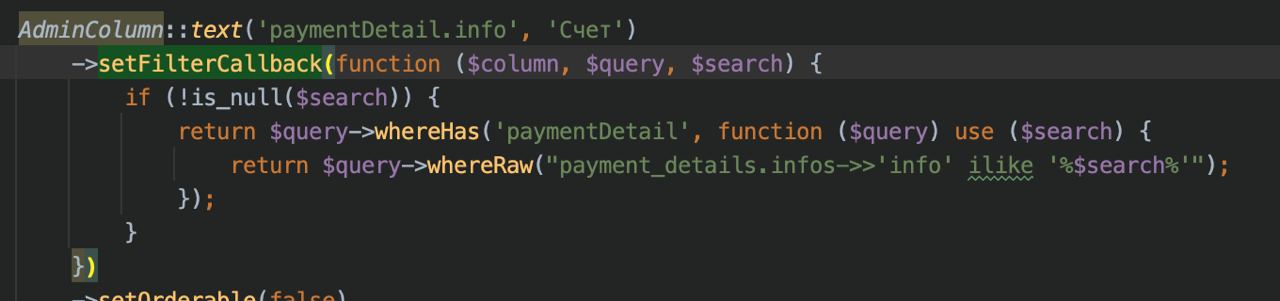 AdminColumn::text('paymentDetail.info', 'Счет')
->setFilterCallback(function ($column, $query, $search) {
if (!is_null($search)) {
return $query->whereHas('paymentDetail', function ($query) use ($search) {
return $query->whereRaw("payment_details.infos->>'info' ilike '%$search%'");
});
}
})
->setOrderable(false)